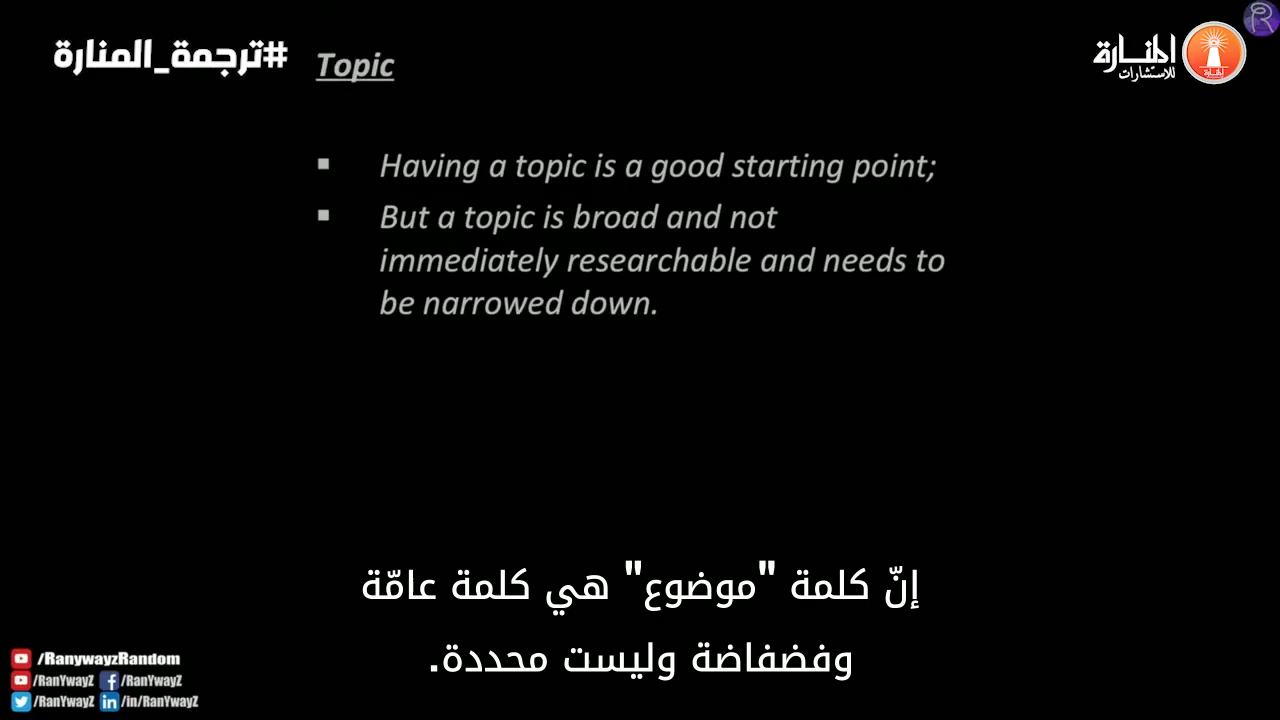 #ترجمة_المنارة
المنارة
للاستشارات
المنارة
R
Topic
▪ Having a topic is a good starting point;
▪ But a topic is broad and not
immediately researchable and needs to
be narrowed down.
إنّ كلمة "موضوع" هي كلمة عامّة
وفضفاضة وليست محددة.
/RanywayzRandom
/RanYwayZ /RanYwayZ
/RanYwayZ in /in/RanYwayZ